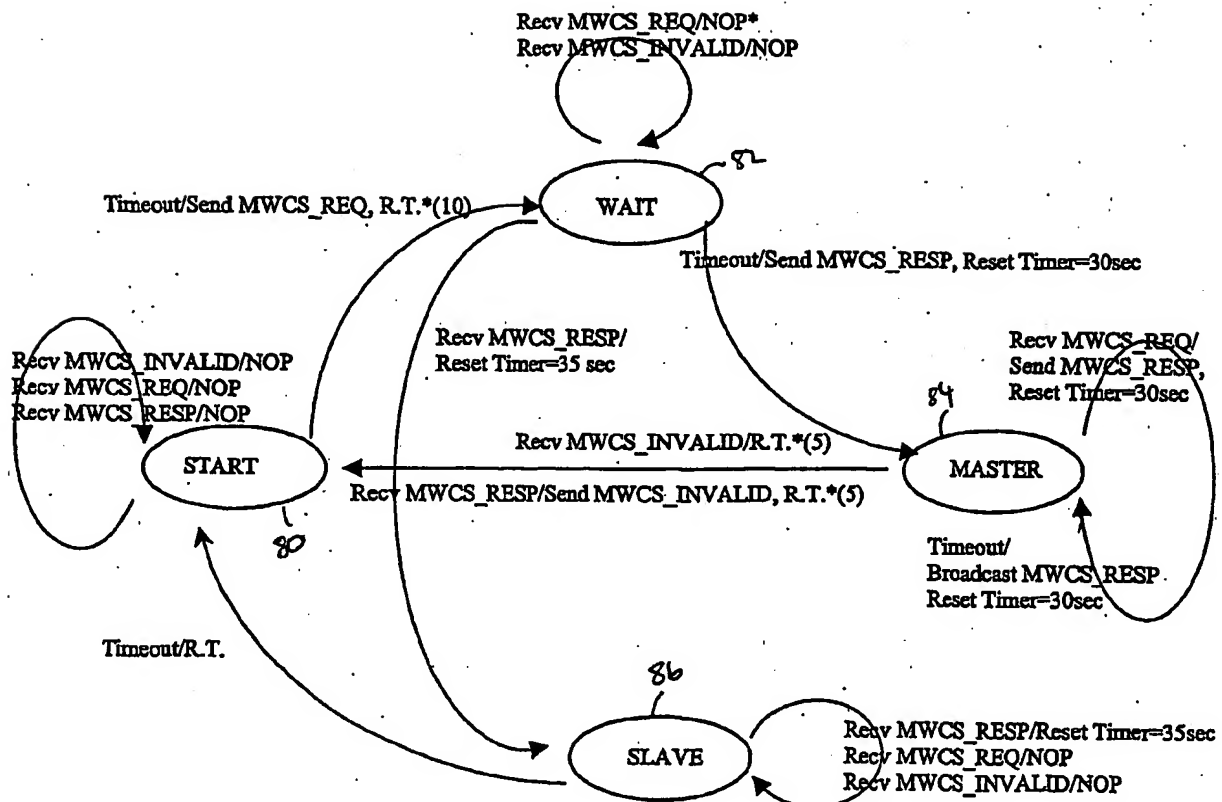 Recv MWCS_REQ/NOP*
Recv MWCS_INVALID/NOP
82
WAIT
Timeout/Send MWCS_REQ, R.T.*(10)
Timeout/Send MWCS_RESP, Reset Timer=30sec
Recv MWCS_RESP/
Reset Timer=35 sec
Recv MWCS_REQ/
Send MWCS_RESP,
Reset Timer=30sec
Recv MWCS_INVALID/NOP
Recv MWCS_REQ/NOP
Recv MWCS_RESP/NOP
84
Recv MWCS_INVALID/R.T.*(5)
START
MASTER
Recv MWCS_RESP/Send MWCS_INVALID, R.T.*(5)
80
Timeout/
Broadcast MWCS_RESP
Reset Timer=30sec
Timeout/R.T.
86
SLAVE
Recv MWCS_RESP/Reset Timer=35sec
Recv MWCS_REQ/NOP
Recv MWCS_INVALID/NOP